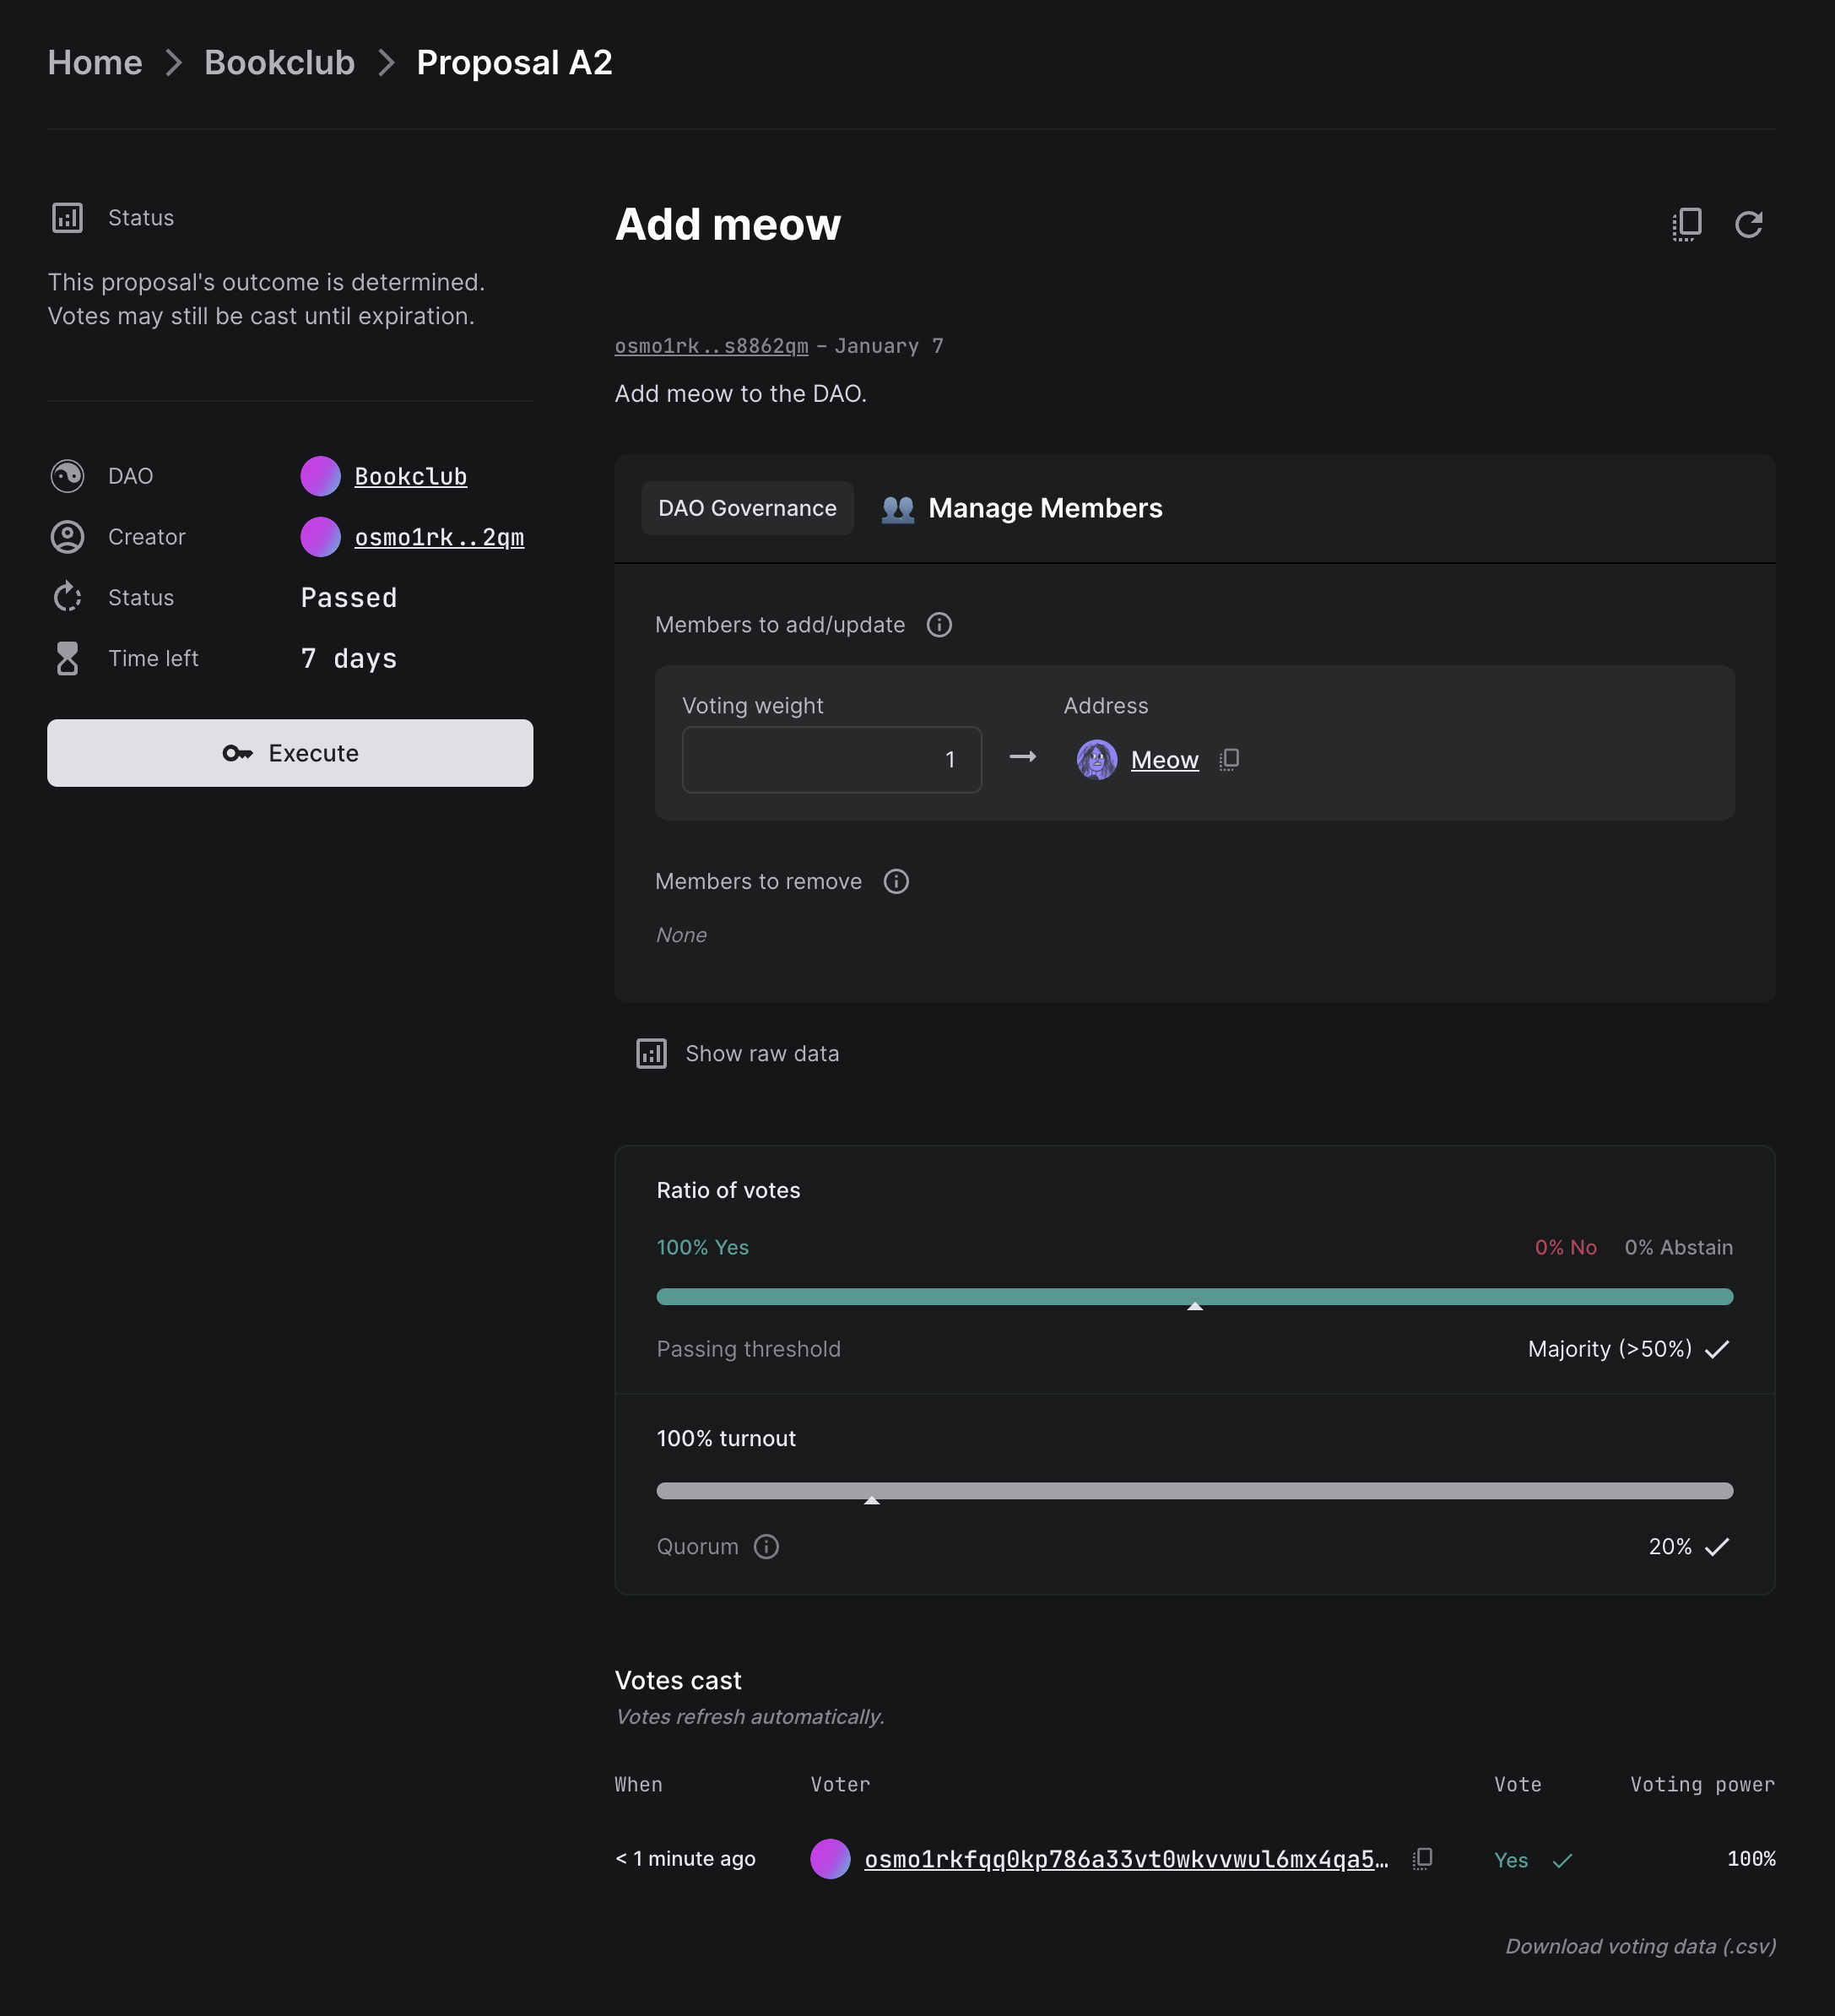 Home > Bookclub > Proposal A2
Status
This proposal's outcome is determined.
Votes may still be cast until expiration.
DAO Bookclub
Creator osmo1rk..2qm
Status Passed
Time left 7 days
Execute
Add meow
osmo1rk..s8862qm – January 7
Add meow to the DAO.
DAO Governance 👥 Manage Members
Members to add/update
Voting weight Address
1 → Meow
Members to remove
None
Show raw data
Ratio of votes
100% Yes 0% No 0% Abstain
Passing threshold Majority (>50%)
100% turnout
Quorum 20%
Votes cast
Votes refresh automatically.
When Voter Vote Voting power
< 1 minute ago osmo1rkfqq0kp786a33vt0wkvvwul6mx4qa5… Yes 100%
Download voting data (.csv)